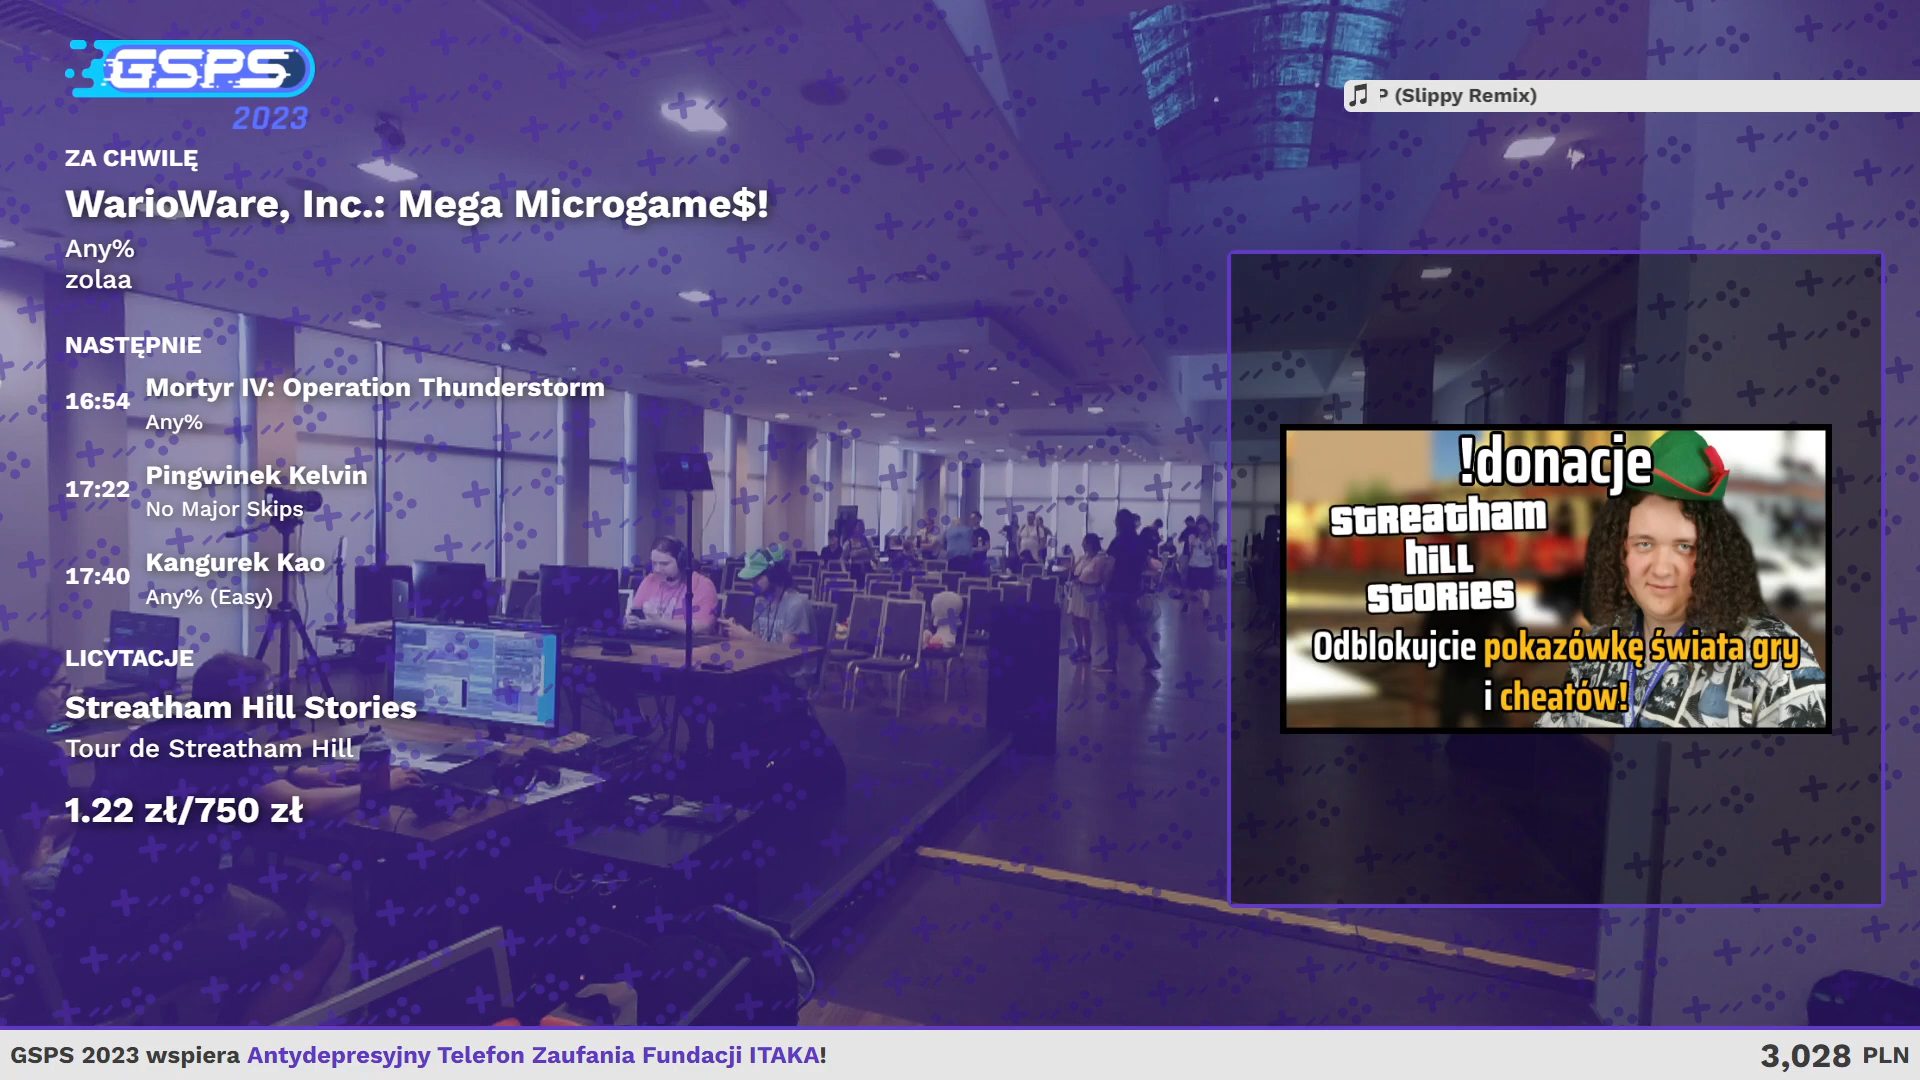 GSPS
2023
ZA CHWILĘ
WarioWare, Inc.: Mega Microgame$!
Any%
zolaa
NASTĘPNIE
16:54
Mortyr IV: Operation Thunderstorm
Any%
17:22
Pingwinek Kelvin
No Major Skips
17:40
Kangurek Kao
Any% (Easy)
LICYTACJE
Streatham Hill Stories
Tour de Streatham Hill
1.22 zł/750 zł
P (Slippy Remix)
!donacje
Streatham
Hill
Stories
Odblokujcie pokazówkę świata gry
i cheatów!
GSPS 2023 wspiera Antydepresyjny Telefon Zaufania Fundacji ITAKA!
3,028 PLN